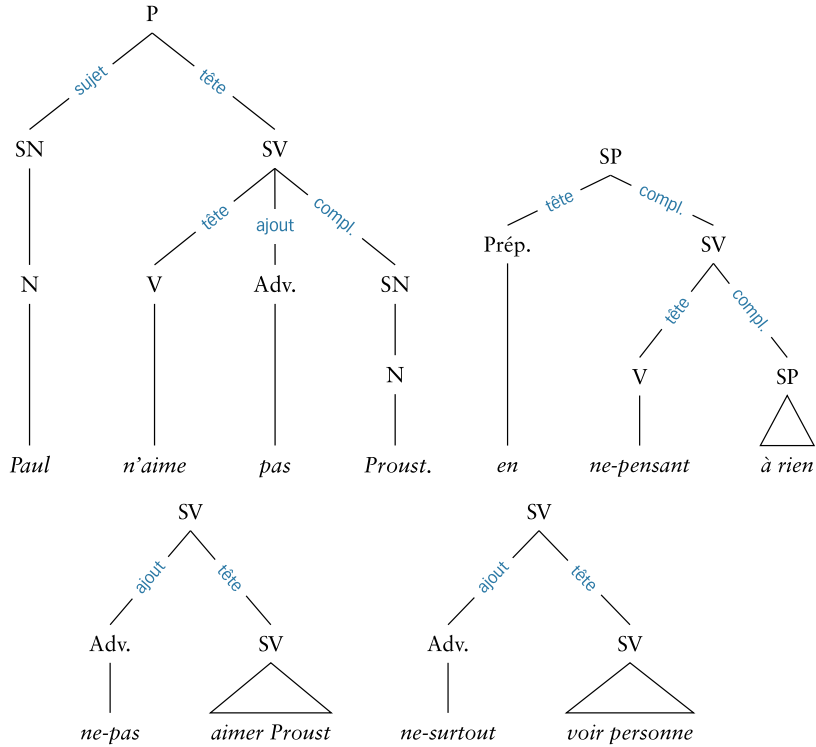 P
sujet tête
SN SV
tête ajout compl.
N V Adv. SN
N
Paul n'aime pas Proust.
SP
tête compl.
Prép. SV
tête compl.
V SP
en ne-pensant à rien
SV
ajout tête
Adv. SV
ne-pas aimer Proust
SV
ajout tête
Adv. SV
ne-surtout voir personne